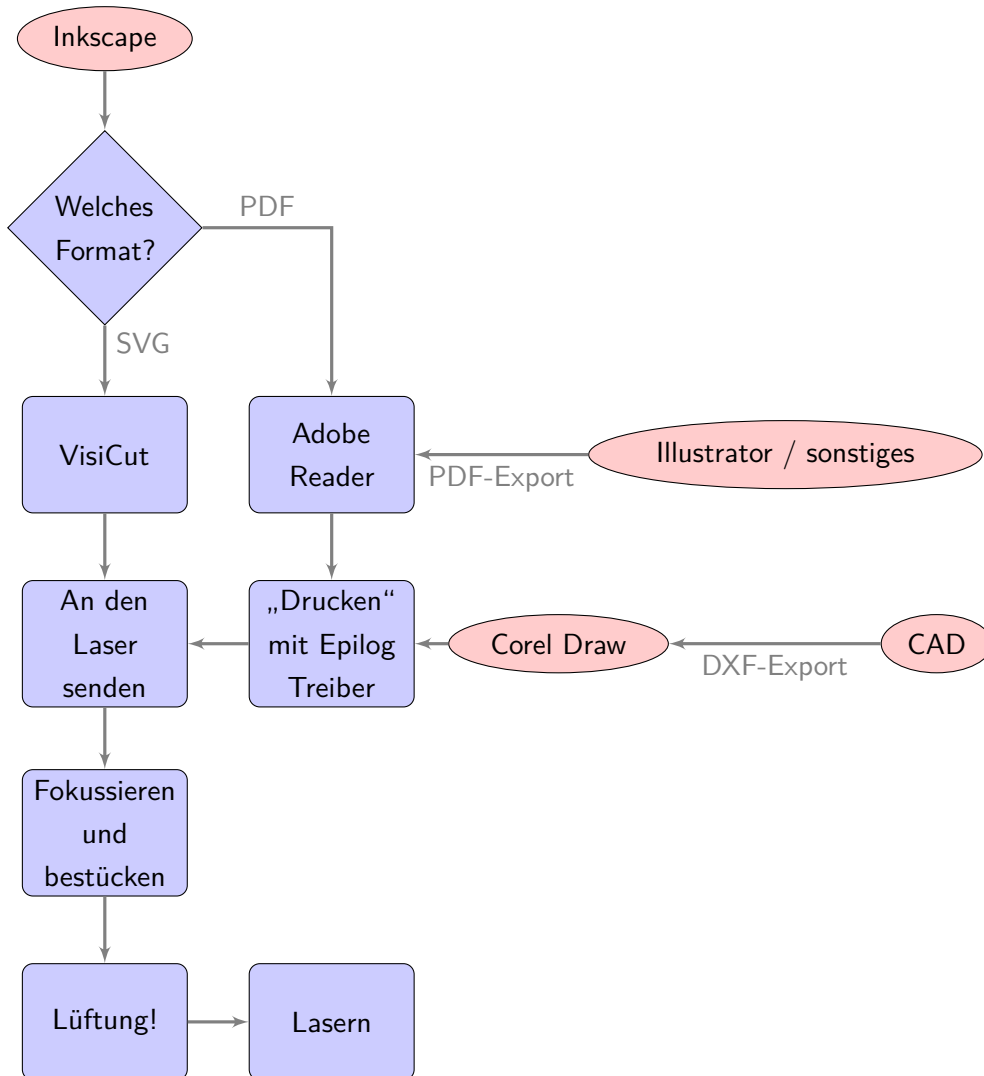 Inkscape
Welches
Format?
PDF
SVG
VisiCut
Adobe
Reader
PDF-Export
Illustrator / sonstiges
An den
Laser
senden
„Drucken“
mit Epilog
Treiber
Corel Draw
DXF-Export
CAD
Fokussieren
und
bestücken
Lüftung!
Lasern